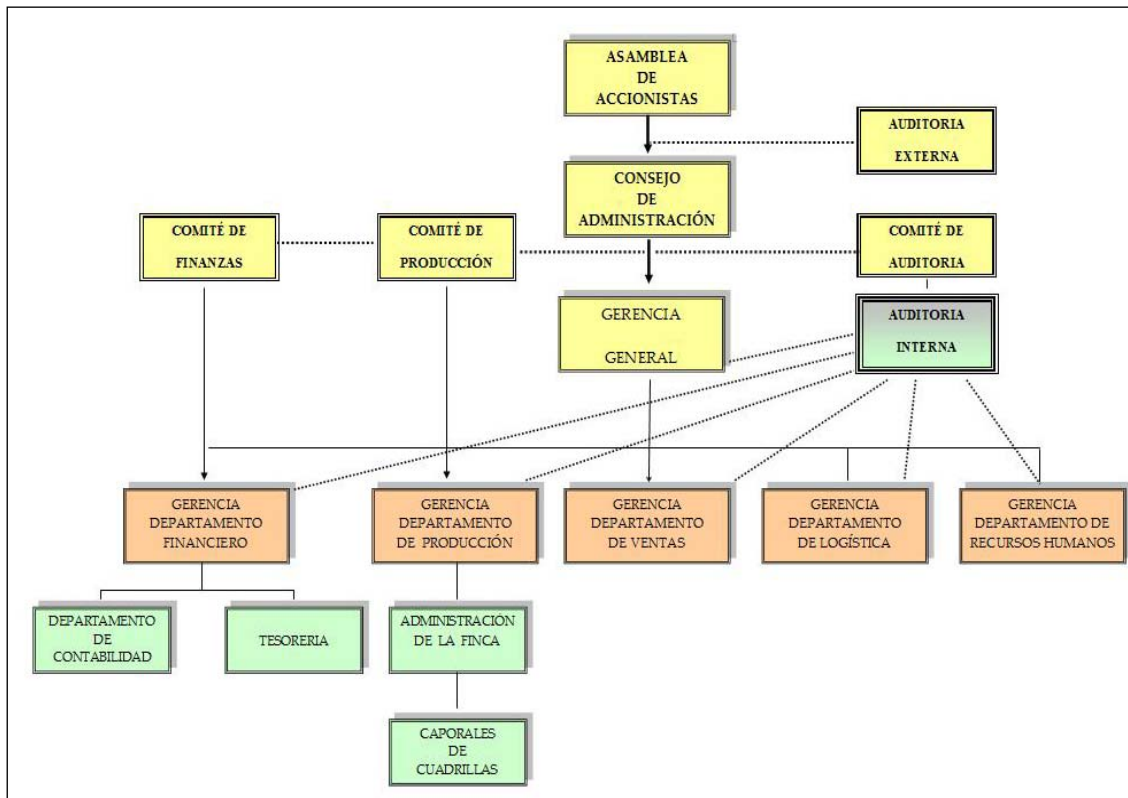 ASAMBLEA
DE
ACCIONISTAS
AUDITORIA
EXTERNA
CONSEJO
DE
ADMINISTRACIÓN
COMITÉ DE
FINANZAS
COMITÉ DE
PRODUCCIÓN
COMITÉ DE
AUDITORIA
GERENCIA
GENERAL
AUDITORIA
INTERNA
GERENCIA
DEPARTAMENTO
FINANCIERO
GERENCIA
DEPARTAMENTO
DE PRODUCCIÓN
GERENCIA
DEPARTAMENTO
DE VENTAS
GERENCIA
DEPARTAMENTO
DE LOGÍSTICA
GERENCIA
DEPARTAMENTO DE
RECURSOS HUMANOS
DEPARTAMENTO
DE
CONTABILIDAD
TESORERIA
ADMINISTRACIÓN
DE LA FINCA
CAPORALES
DE
CUADRILLAS